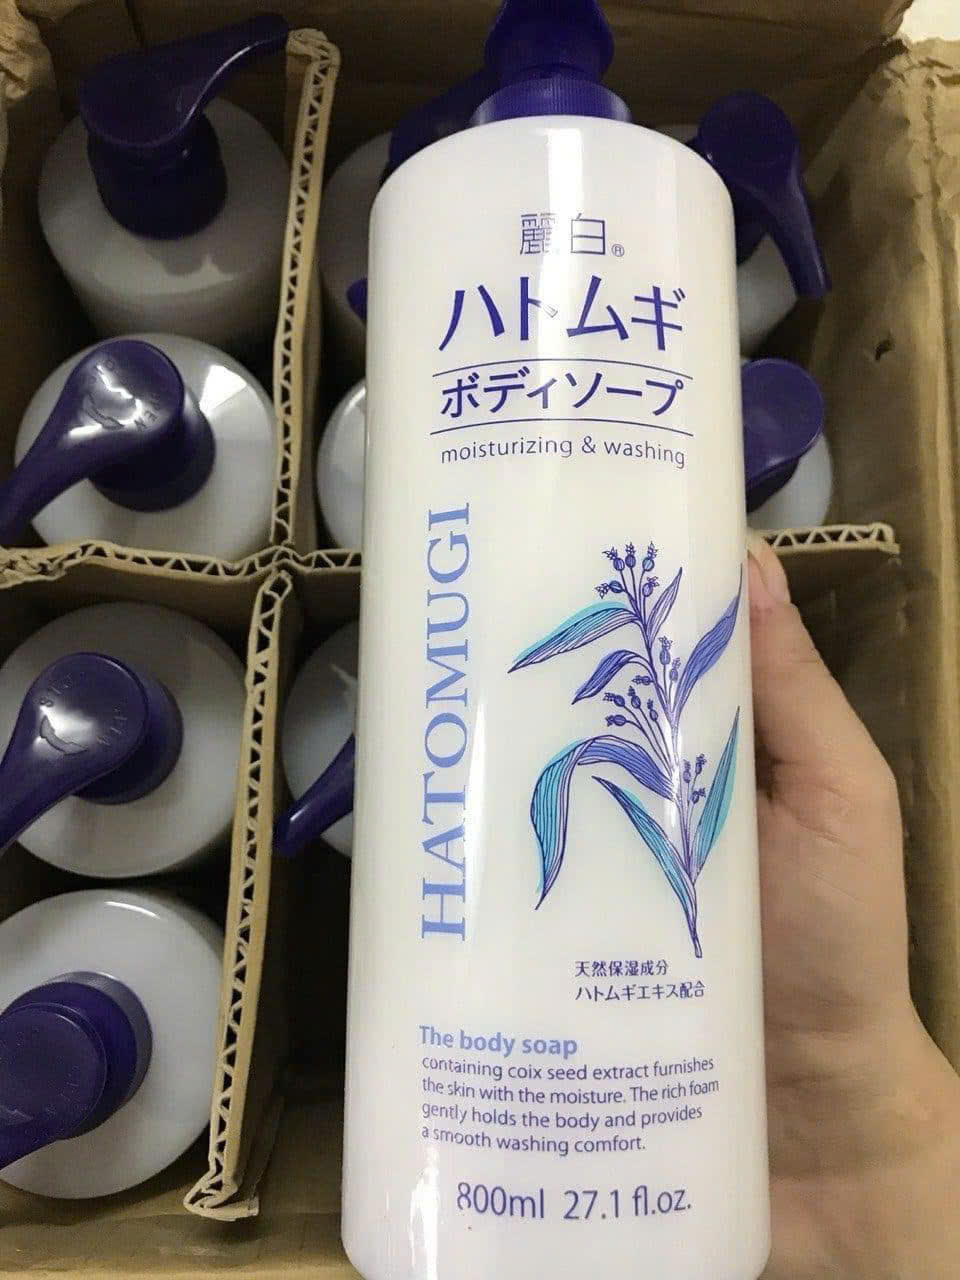 麗白®
ハトムギ
ボディソープ
moisturizing & washing
HATOMUGI
天然保湿成分
ハトムギエキス配合
The body soap
containing coix seed extract furnishes
the skin with the moisture. The rich foam
gently holds the body and provides
a smooth washing comfort.
800ml 27.1 fl.oz.